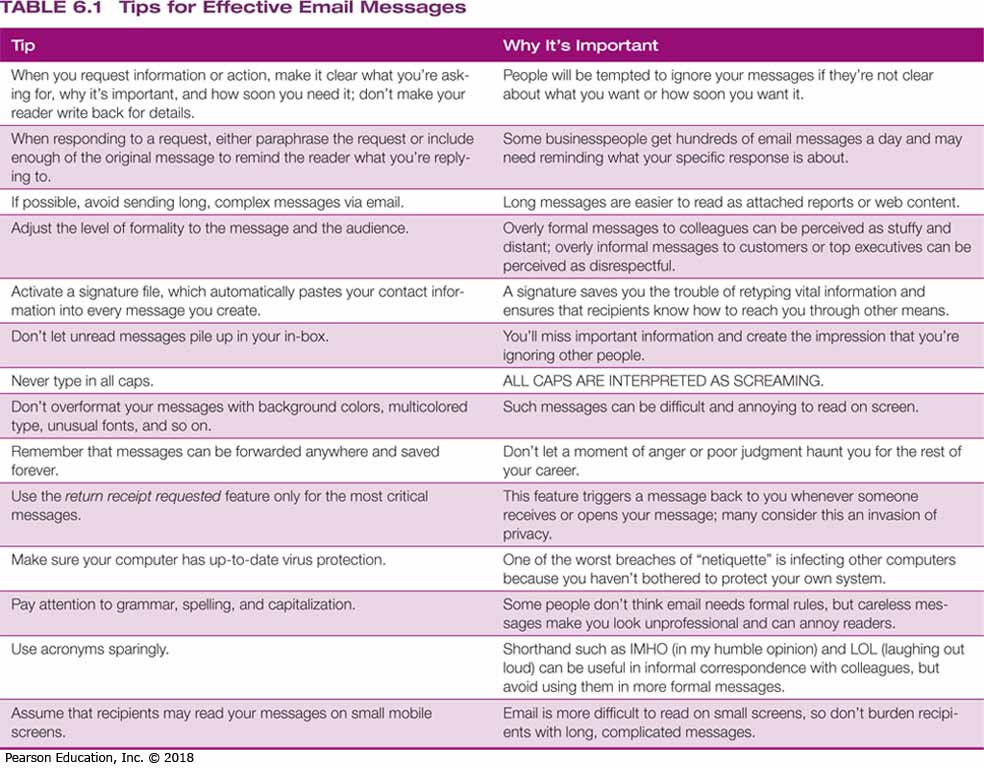 TABLE 6.1 Tips for Effective Email Messages
Tip
Why It's Important
When you request information or action, make it clear what you're ask-
ing for, why it's important, and how soon you need it; don't make your
reader write back for details.
People will be tempted to ignore your messages if they're not clear
about what you want or how soon you want it.
When responding to a request, either paraphrase the request or include
enough of the original message to remind the reader what you're reply-
ing to.
Some businesspeople get hundreds of email messages a day and may
need reminding what your specific response is about.
If possible, avoid sending long, complex messages via email.
Long messages are easier to read as attached reports or web content.
Adjust the level of formality to the message and the audience.
Overly formal messages to colleagues can be perceived as stuffy and
distant; overly informal messages to customers or top executives can be
perceived as disrespectful.
Activate a signature file, which automatically pastes your contact infor-
mation into every message you create.
A signature saves you the trouble of retyping vital information and
ensures that recipients know how to reach you through other means.
Don't let unread messages pile up in your in-box.
You'll miss important information and create the impression that you're
ignoring other people.
Never type in all caps.
ALL CAPS ARE INTERPRETED AS SCREAMING.
Don't overformat your messages with background colors, multicolored
type, unusual fonts, and so on.
Such messages can be difficult and annoying to read on screen.
Remember that messages can be forwarded anywhere and saved
forever.
Don't let a moment of anger or poor judgment haunt you for the rest of
your career.
Use the return receipt requested feature only for the most critical
messages.
This feature triggers a message back to you whenever someone
receives or opens your message; many consider this an invasion of
privacy.
Make sure your computer has up-to-date virus protection.
One of the worst breaches of "netiquette" is infecting other computers
because you haven't bothered to protect your own system.
Pay attention to grammar, spelling, and capitalization.
Some people don't think email needs formal rules, but careless mes-
sages make you look unprofessional and can annoy readers.
Use acronyms sparingly.
Shorthand such as IMHO (in my humble opinion) and LOL (laughing out
loud) can be useful in informal correspondence with colleagues, but
avoid using them in more formal messages.
Assume that recipients may read your messages on small mobile
screens.
Email is more difficult to read on small screens, so don't burden recipi-
ents with long, complicated messages.
Pearson Education, Inc. © 2018